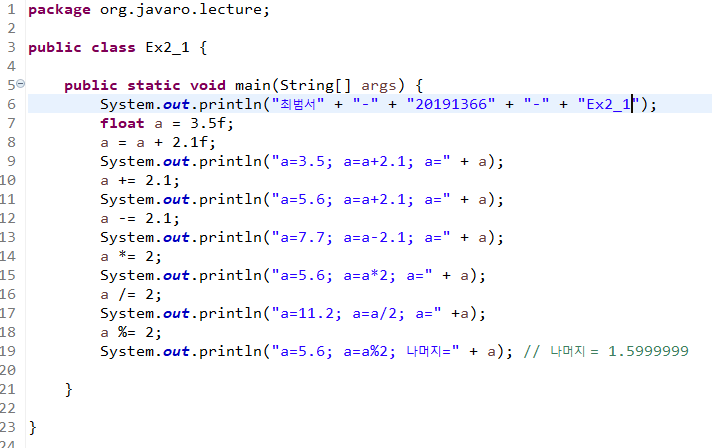 1 package org.javaro.lecture;
2
3 public class Ex2_1 {
4
5 public static void main(String[] args) {
6 System.out.println("최범서" + "-" + "20191366" + "-" + "Ex2_1");
7 float a = 3.5f;
8 a = a + 2.1f;
9 System.out.println("a=3.5; a=a+2.1; a=" + a);
10 a += 2.1;
11 System.out.println("a=5.6; a=a+2.1; a=" + a);
12 a -= 2.1;
13 System.out.println("a=7.7; a=a-2.1; a=" + a);
14 a *= 2;
15 System.out.println("a=5.6; a=a*2; a=" + a);
16 a /= 2;
17 System.out.println("a=11.2; a=a/2; a=" +a);
18 a %= 2;
19 System.out.println("a=5.6; a=a%2; 나머지=" + a); // 나머지 = 1.5999999
20
21 }
22
23 }
24